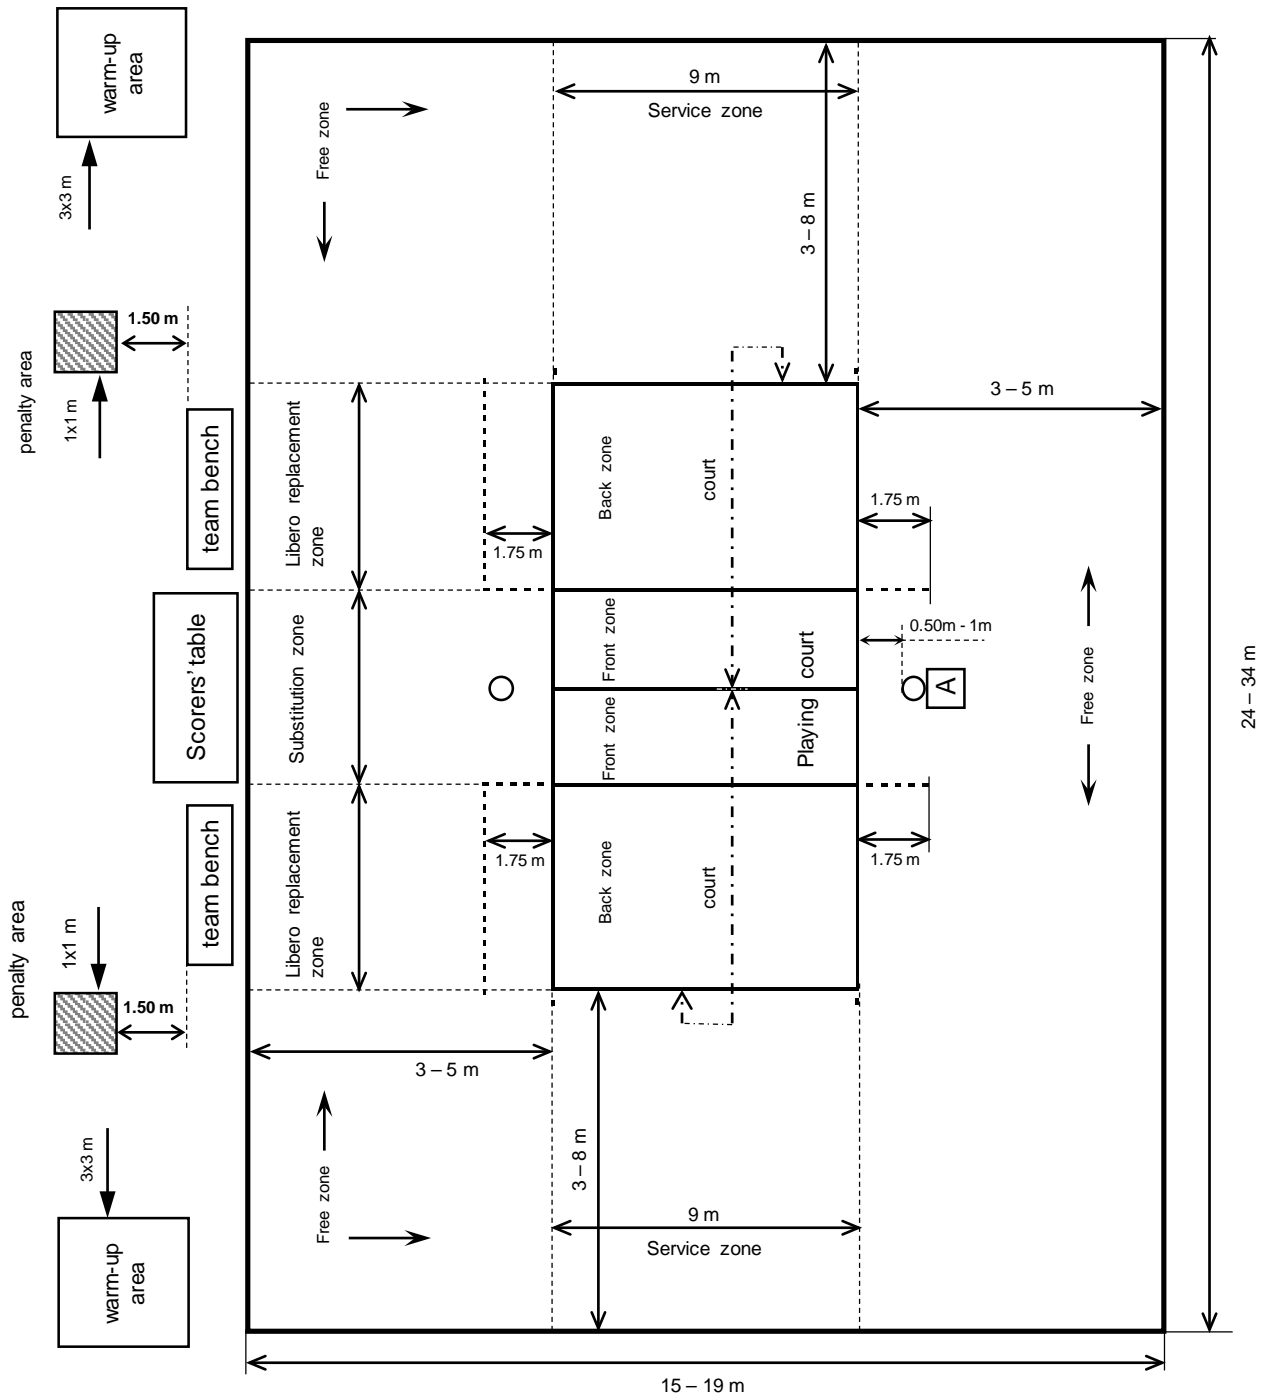 warm-up
area
3x3 m
9 m
Service zone
Free zone
3 – 8 m
1.50 m
penalty area
1x1 m
team bench
Libero replacement
zone
Back zone
court
3 – 5 m
1.75 m
1.75 m
Scorers’ table
Substitution zone
Front zone
Front zone
Playing court
0.50m - 1m
A
Free zone
24 – 34 m
team bench
Libero replacement
zone
1.75 m
Back zone
court
1.75 m
penalty area
1x1 m
1.50 m
3 – 5 m
3x3 m
warm-up
area
Free zone
3 – 8 m
9 m
Service zone
15 – 19 m